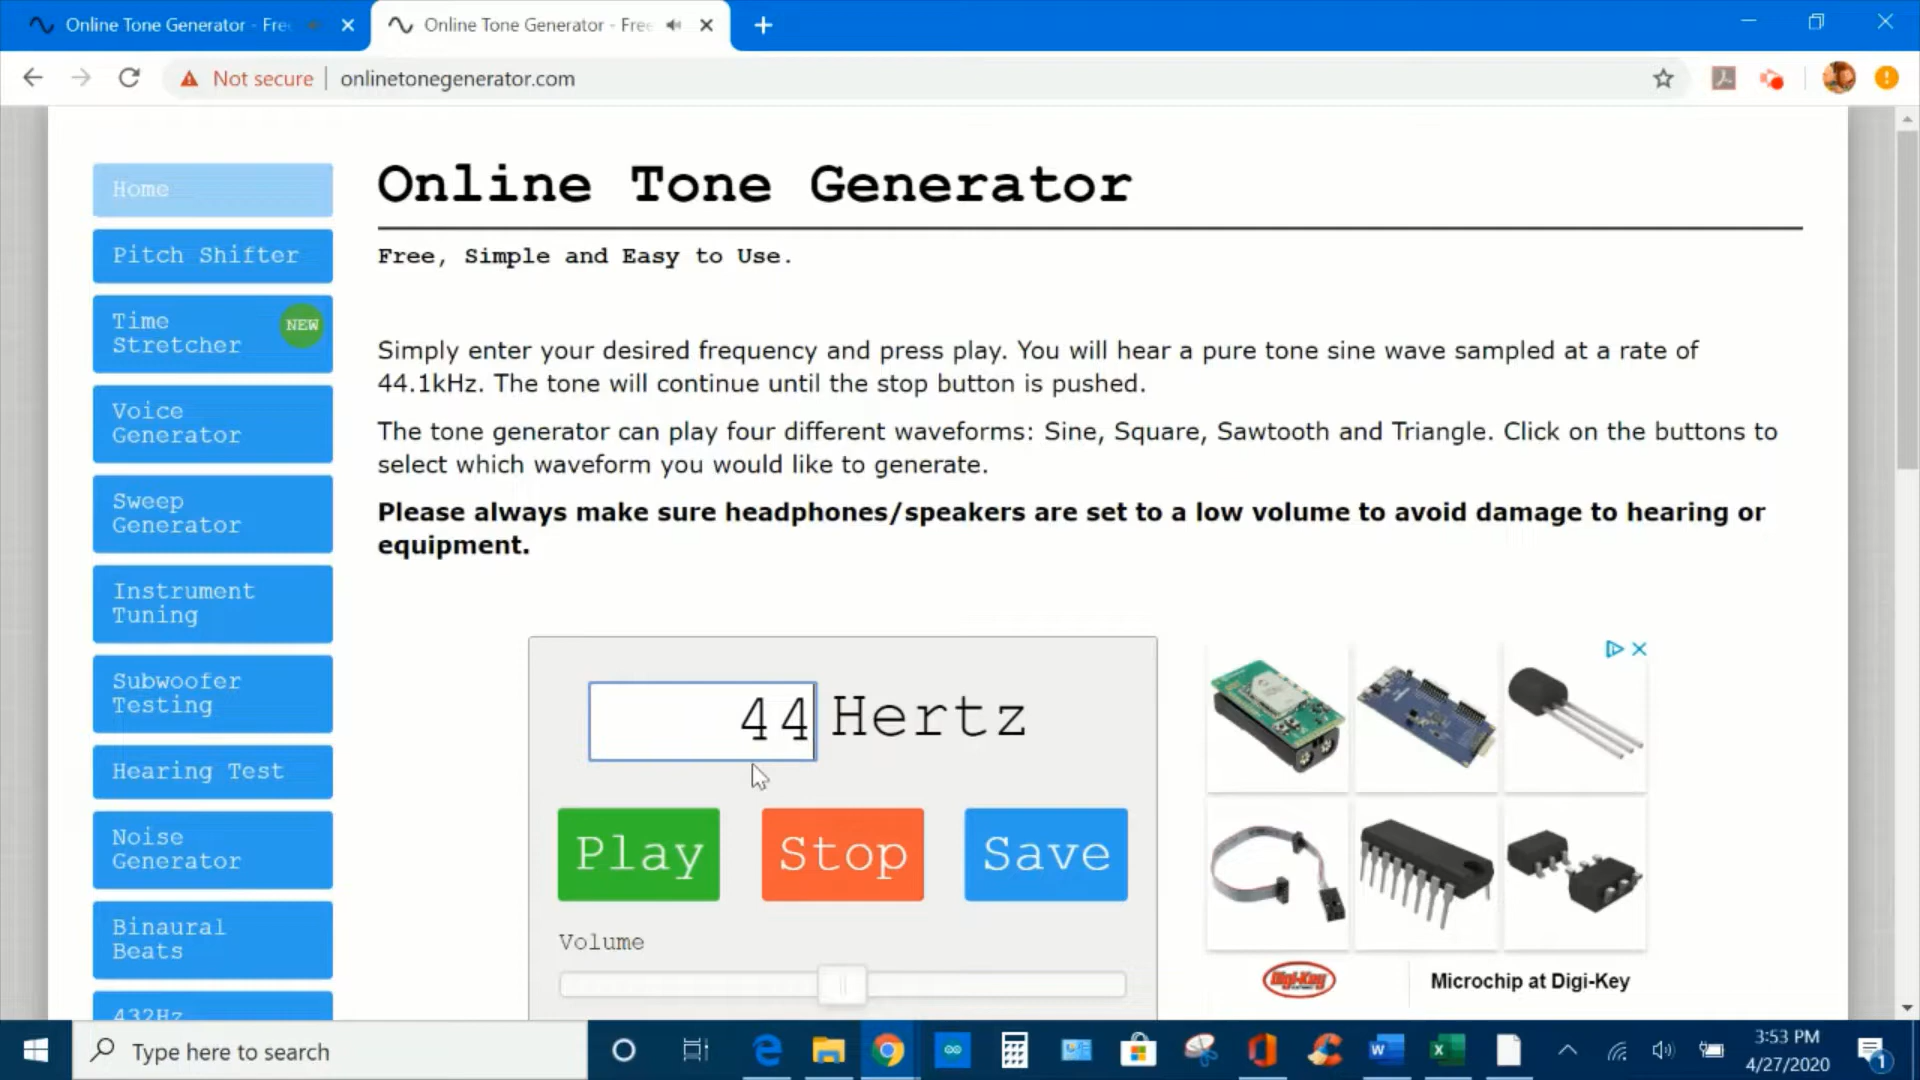 Online Tone Generator - Free
Online Tone Generator - Free
Not secure
onlinetonegenerator.com
Online Tone Generator
Free, Simple and Easy to Use.
Home
Pitch Shifter
Time
Stretcher
NEW
Voice
Generator
Sweep
Generator
Instrument
Tuning
Subwoofer
Testing
Hearing Test
Noise
Generator
Binaural
Beats
432Hz
Simply enter your desired frequency and press play. You will hear a pure tone sine wave sampled at a rate of
44.1kHz. The tone will continue until the stop button is pushed.
The tone generator can play four different waveforms: Sine, Square, Sawtooth and Triangle. Click on the buttons to
select which waveform you would like to generate.
Please always make sure headphones/speakers are set to a low volume to avoid damage to hearing or
equipment.
44 Hertz
Play Stop Save
Volume
Digi-Key
Microchip at Digi-Key
Type here to search
3:53 PM
4/27/2020
1